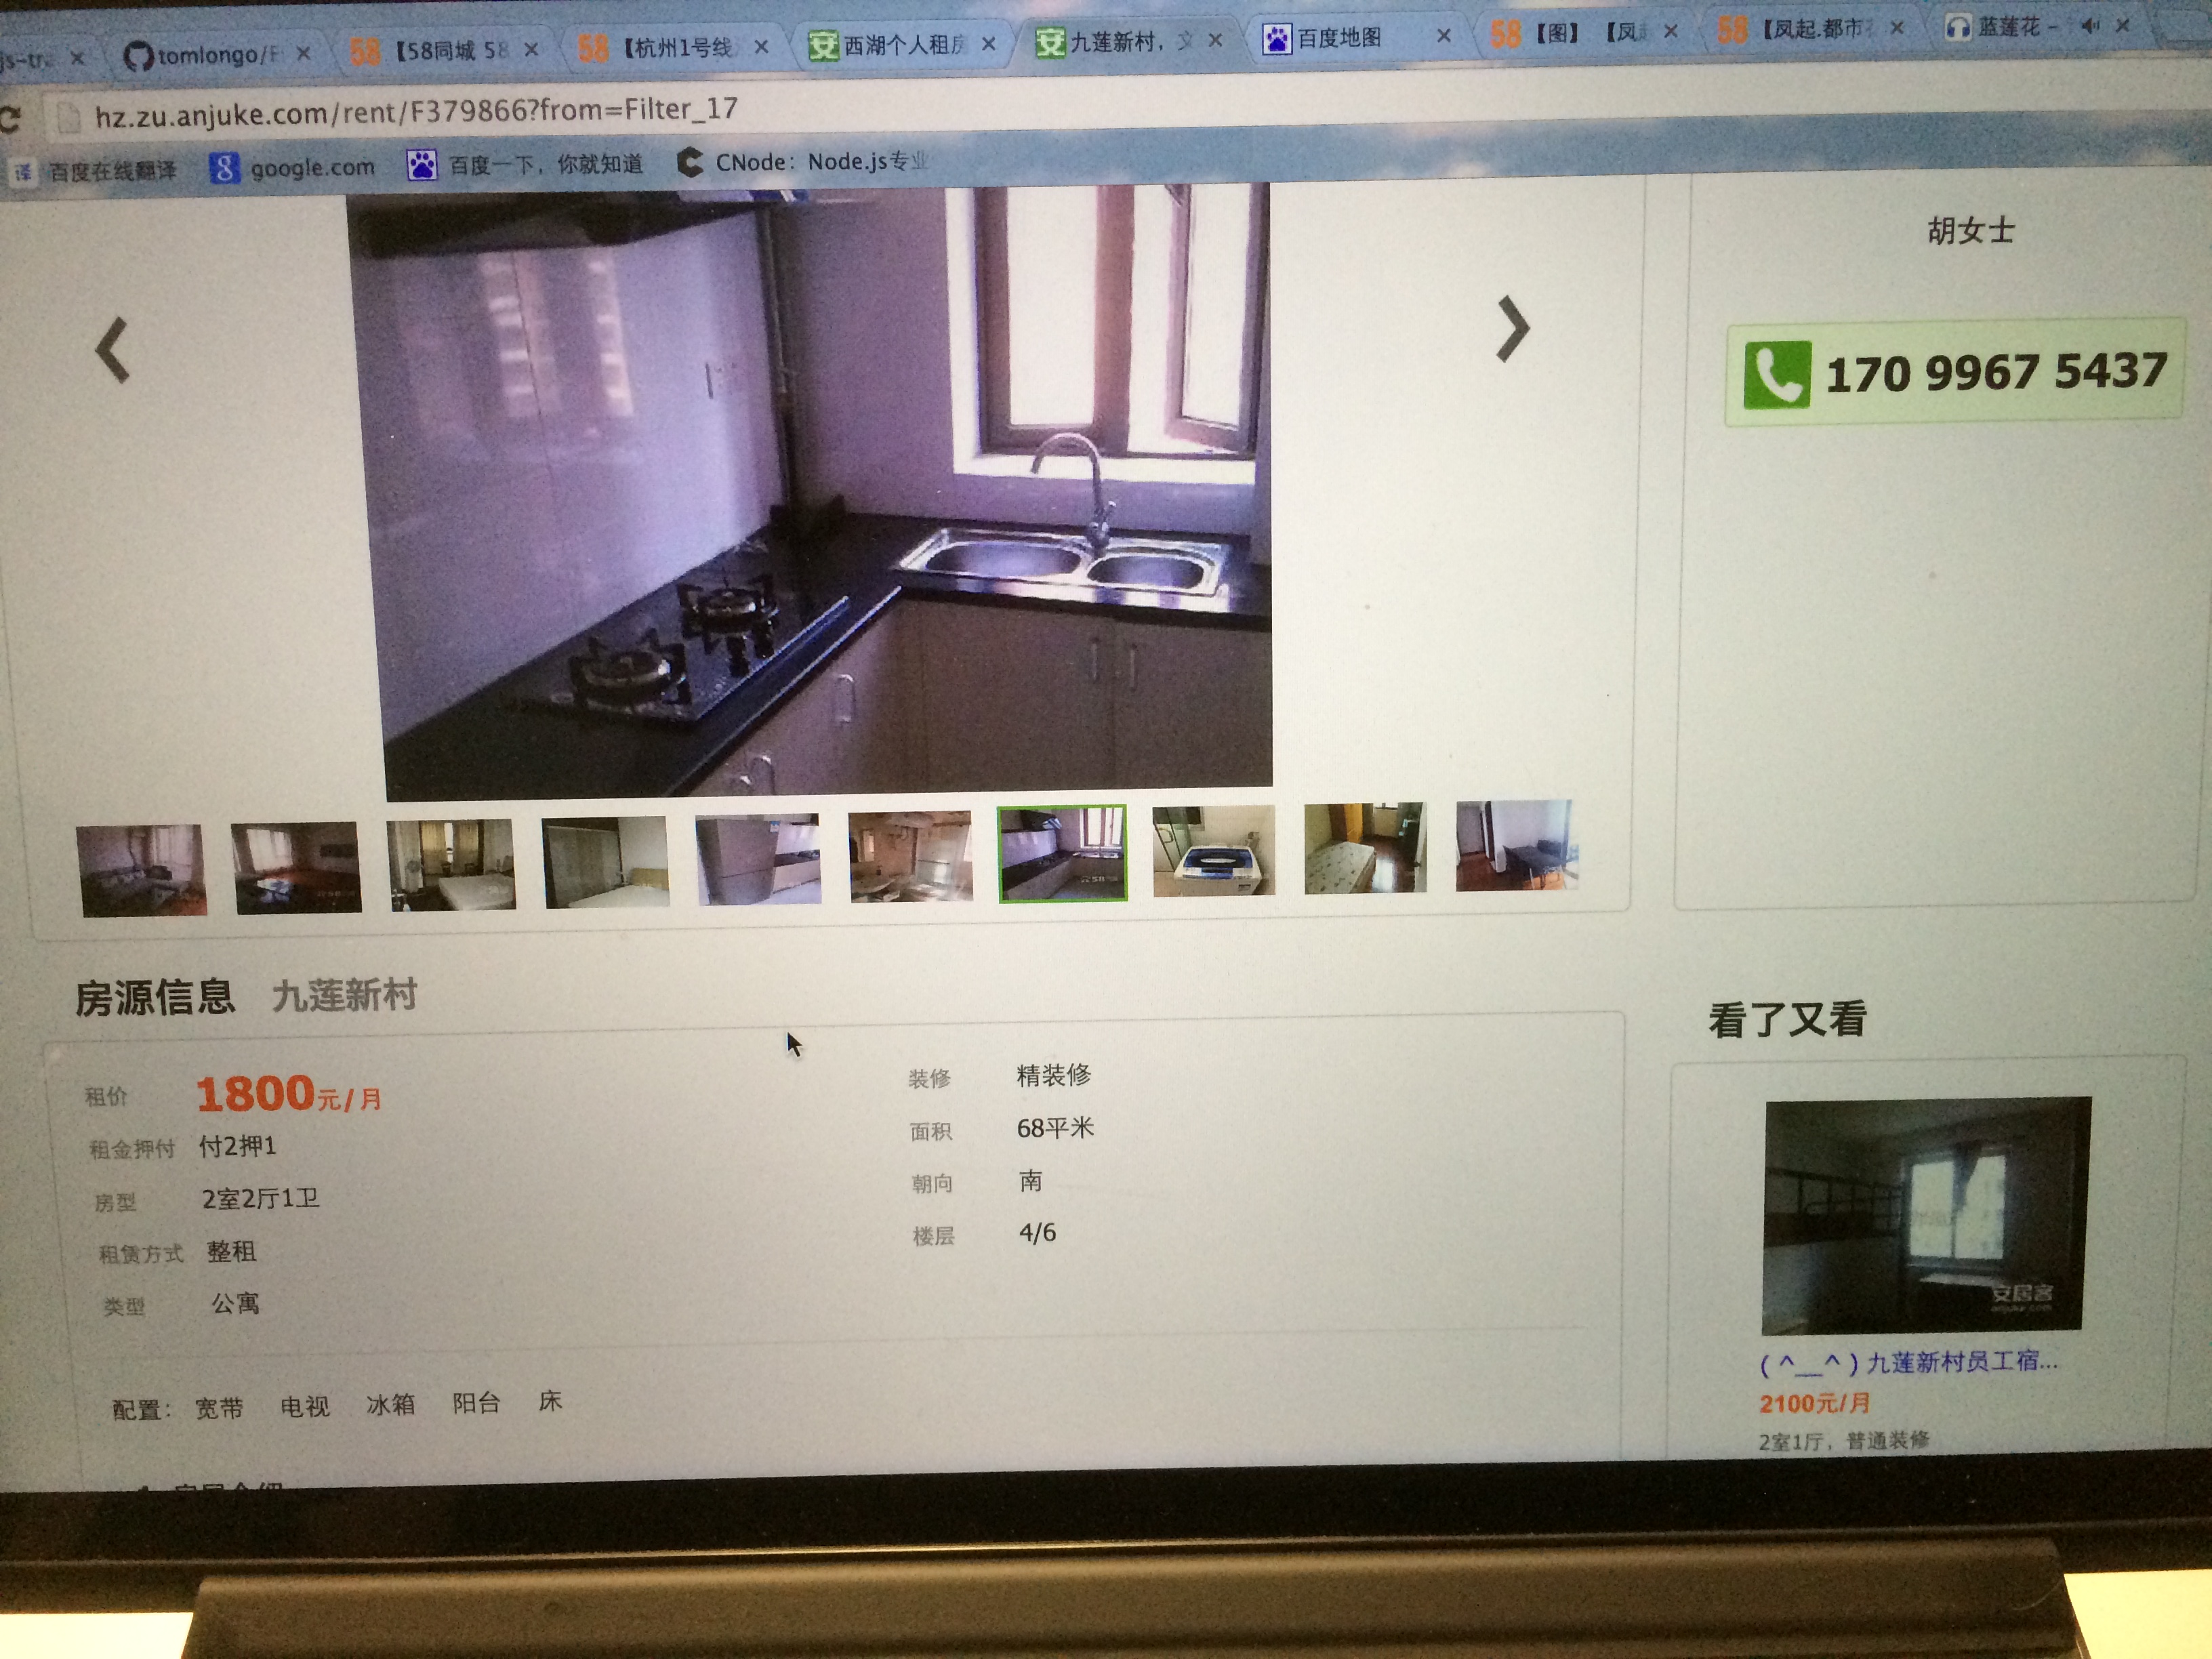 tomlongo/F
58 【58同城 58
58 【杭州1号线
安 西湖个人租房
安 九莲新村，
百度地图
58 【图】
58 【凤起.都市
蓝莲花 -
hz.zu.anjuke.com/rent/F379866?from=Filter_17
译 百度在线翻译
g google.com
百度一下，你就知道
CNode：Node.js专业
胡女士
170 9967 5437
房源信息 九莲新村
租价 1800元/月
租金押付 付2押1
房型 2室2厅1卫
租赁方式 整租
类型 公寓
装修 精装修
面积 68平米
朝向 南
楼层 4/6
配置： 宽带 电视 冰箱 阳台 床
看了又看
安居客
anjuke.com
( ^__^ ) 九莲新村员工宿...
2100元/月
2室1厅，普通装修